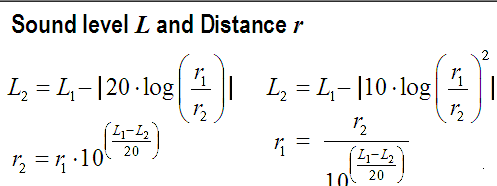 Sound level L and Distance r
L₂ = L₁ − |20 · log(r₁/r₂)|
L₂ = L₁ − |10 · log(r₁/r₂)²|
r₂ = r₁ · 10^((L₁−L₂)/20)
r₁ = r₂/10^((L₁−L₂)/20)